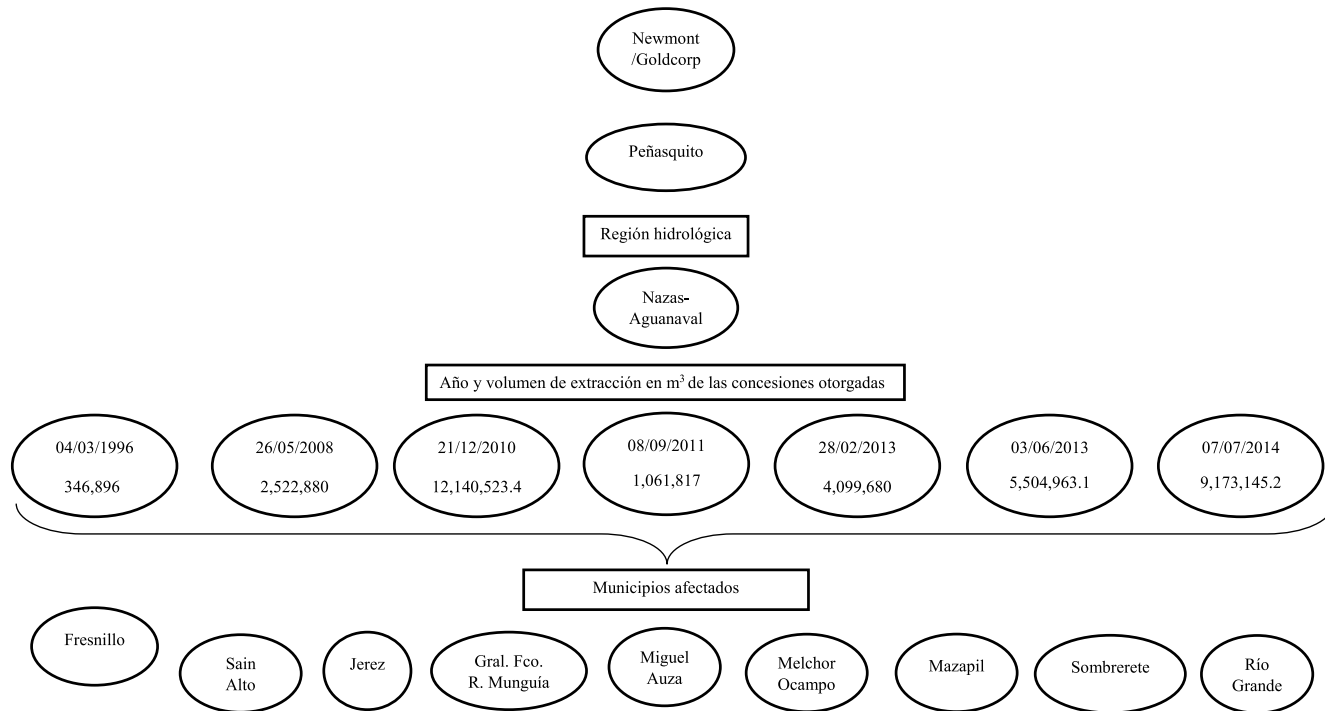 Newmont
/Goldcorp
Peñasquito
Región hidrológica
Nazas-
Aguanaval
Año y volumen de extracción en m³ de las concesiones otorgadas
04/03/1996
346,896
26/05/2008
2,522,880
21/12/2010
12,140,523.4
08/09/2011
1,061,817
28/02/2013
4,099,680
03/06/2013
5,504,963.1
07/07/2014
9,173,145.2
Municipios afectados
Fresnillo
Sain
Alto
Jerez
Gral. Fco.
R. Munguía
Miguel
Auza
Melchor
Ocampo
Mazapil
Sombrerete
Río
Grande